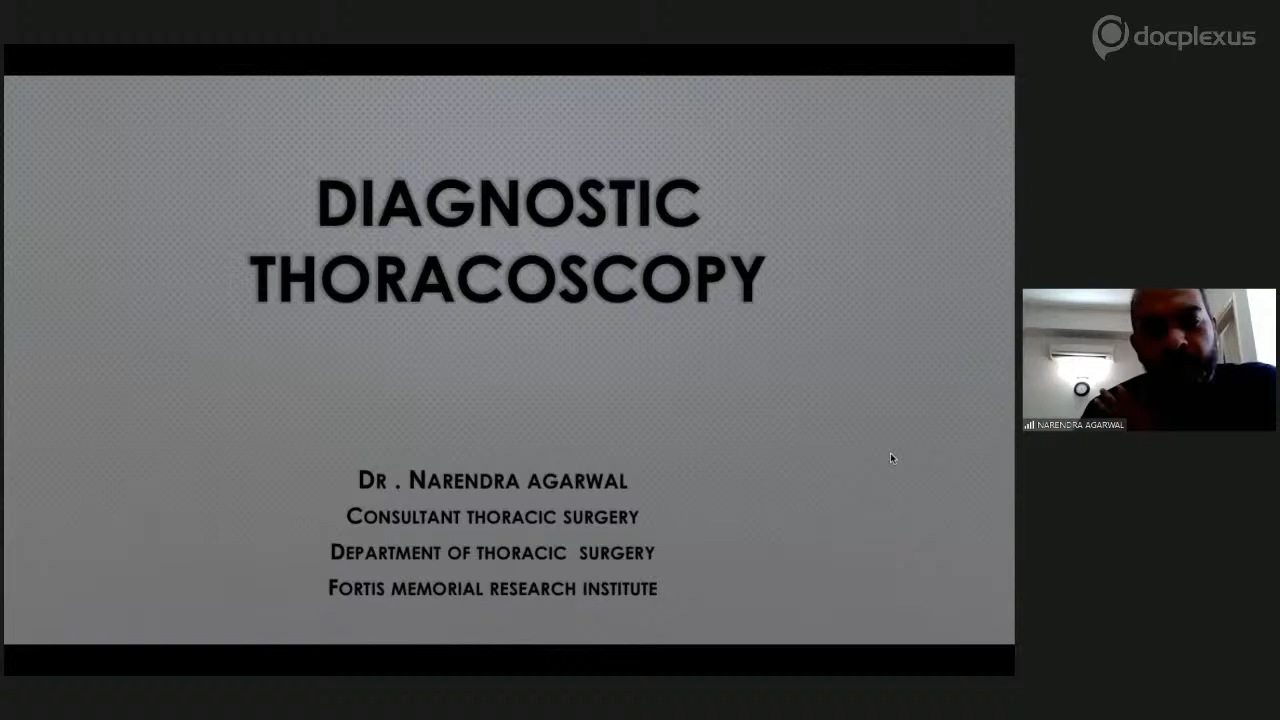 docplexus
DIAGNOSTIC
THORACOSCOPY
DR . NARENDRA AGARWAL
CONSULTANT THORACIC SURGERY
DEPARTMENT OF THORACIC SURGERY
FORTIS MEMORIAL RESEARCH INSTITUTE
NARENDRA AGARWAL